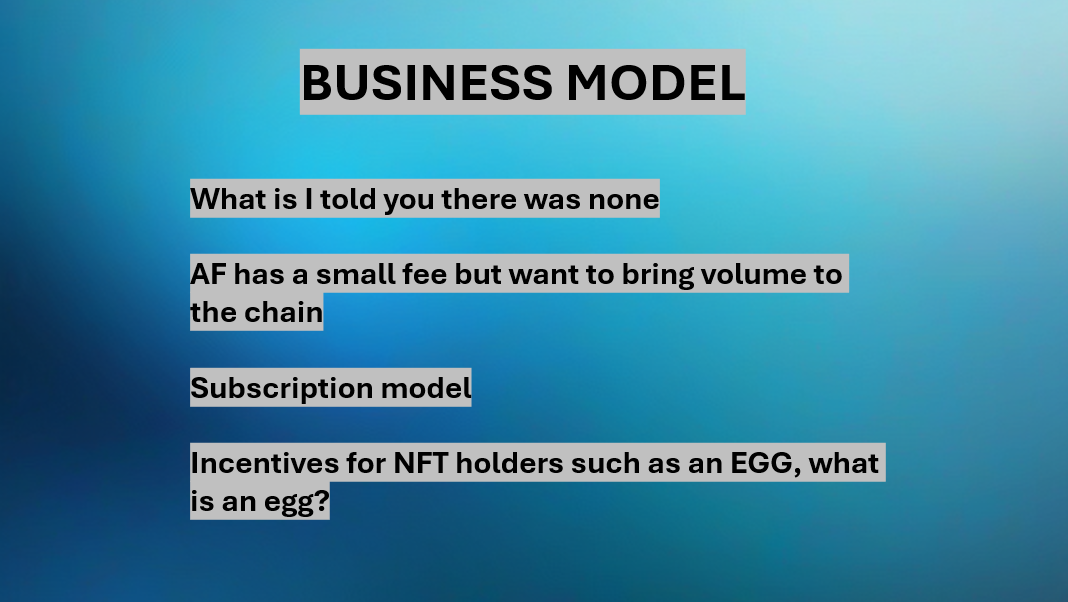 BUSINESS MODEL
What is I told you there was none
AF has a small fee but want to bring volume to
the chain
Subscription model
Incentives for NFT holders such as an EGG, what
is an egg?